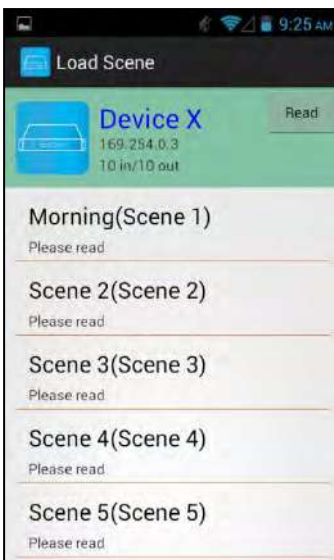 9:25 AM
Load Scene
Device X
Read
169.254.0.3
10 in/10 out
Morning(Scene 1)
Please read
Scene 2(Scene 2)
Please read
Scene 3(Scene 3)
Please read
Scene 4(Scene 4)
Please read
Scene 5(Scene 5)
Please read